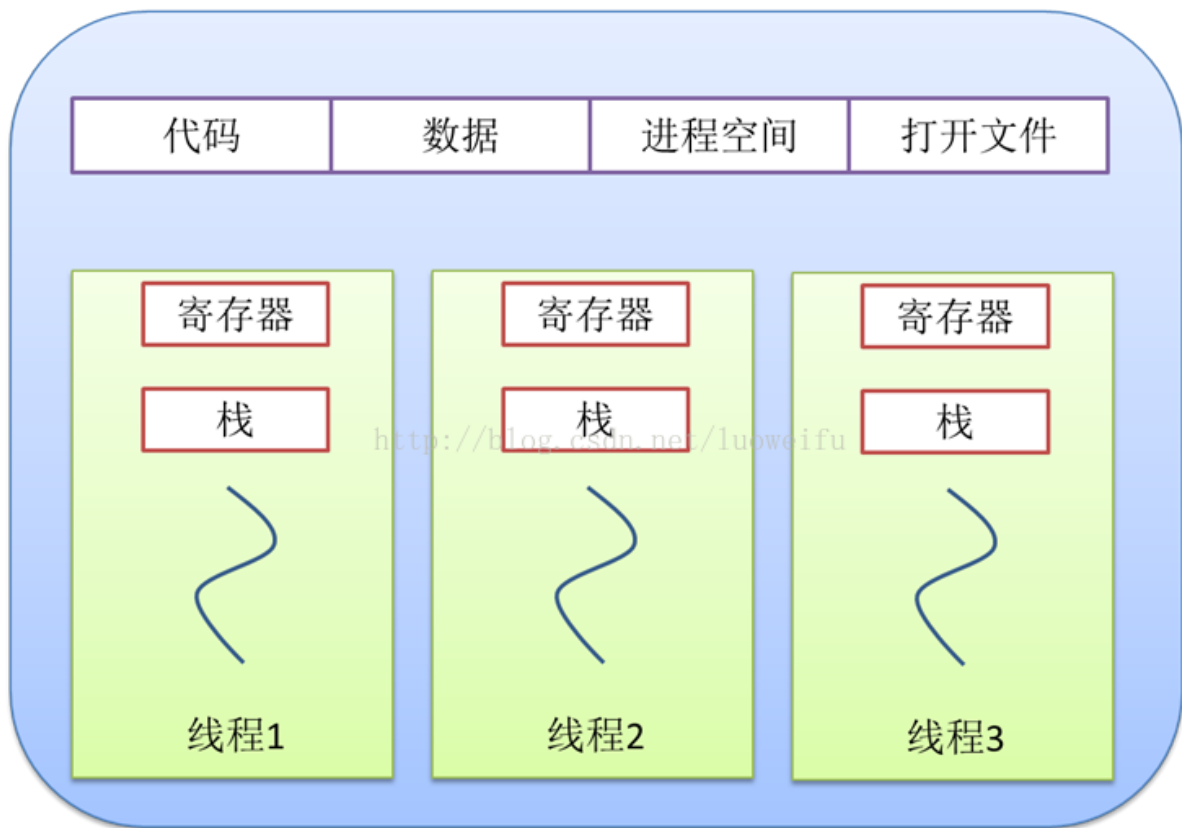 代码 数据 进程空间 打开文件
寄存器 寄存器 寄存器
栈 栈 栈
http://blog.csdn.net/luoweifu
线程1 线程2 线程3